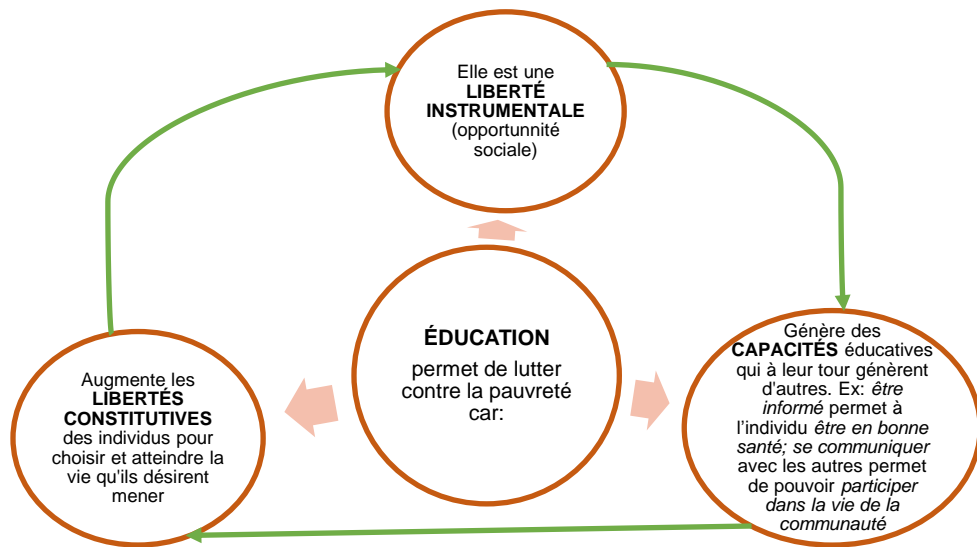 Elle est une
LIBERTÉ
INSTRUMENTALE
(opportunnité
sociale)
ÉDUCATION
permet de lutter
contre la pauvreté
car:
Génère des
CAPACITÉS éducatives
qui à leur tour génèrent
d'autres. Ex: être
informé permet à
l'individu être en bonne
santé; se communiquer
avec les autres permet
de pouvoir participer
dans la vie de la
communauté
Augmente les
LIBERTÉS
CONSTITUTIVES
des individus pour
choisir et atteindre la
vie qu'ils désirent
mener